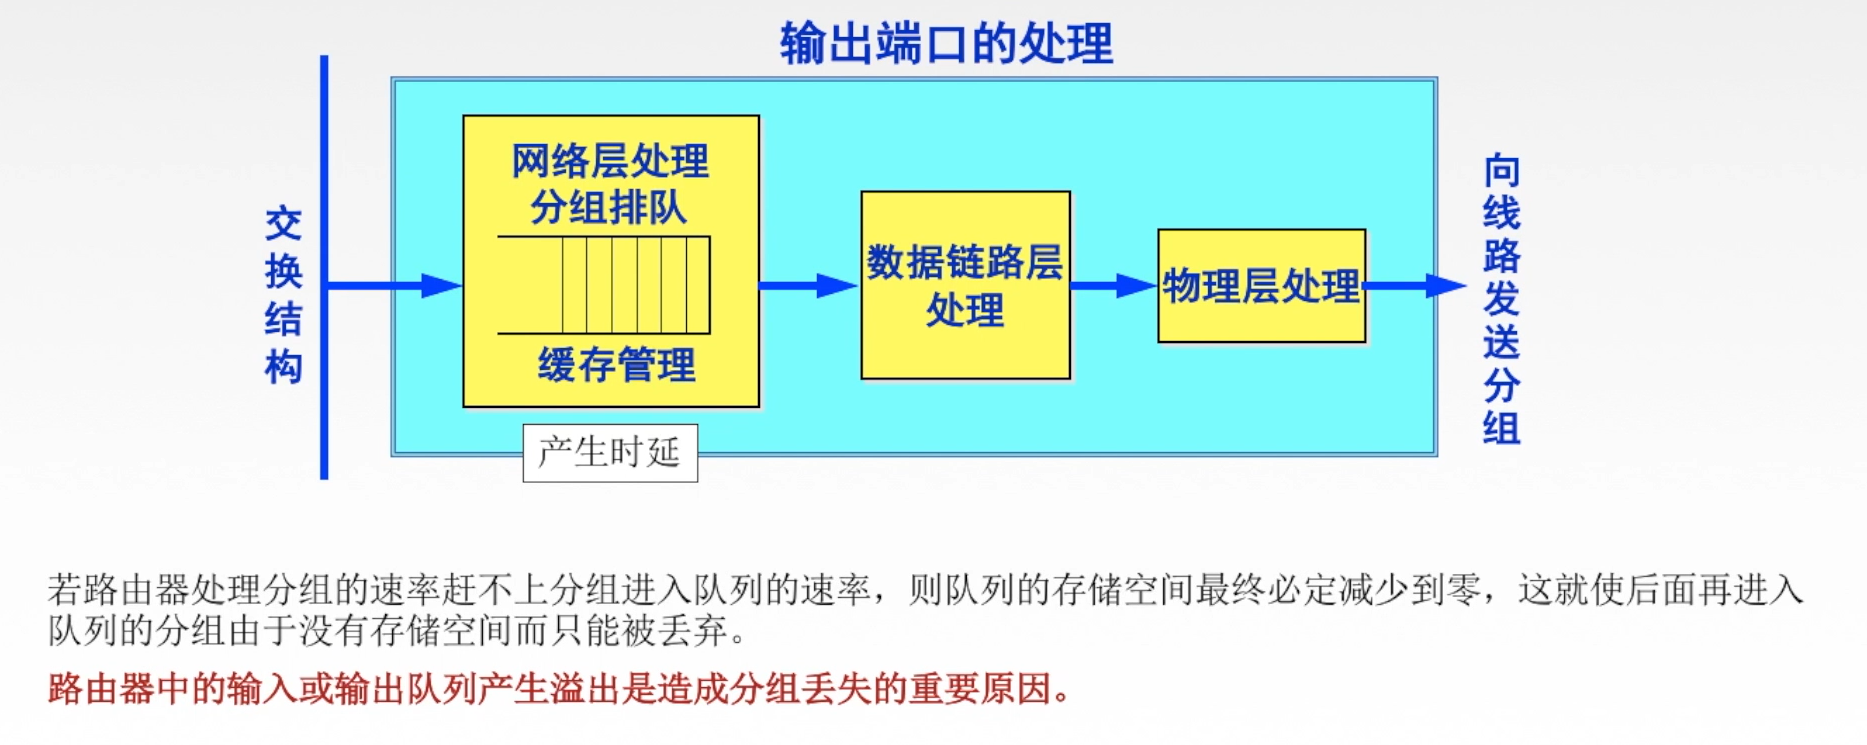 输出端口的处理
交换结构
网络层处理
分组排队
缓存管理
产生时延
数据链路层
处理
物理层处理
向线路发送分组
若路由器处理分组的速率赶不上分组进入队列的速率，则队列的存储空间最终必定减少到零，这就使后面再进入
队列的分组由于没有存储空间而只能被丢弃。
路由器中的输入或输出队列产生溢出是造成分组丢失的重要原因。